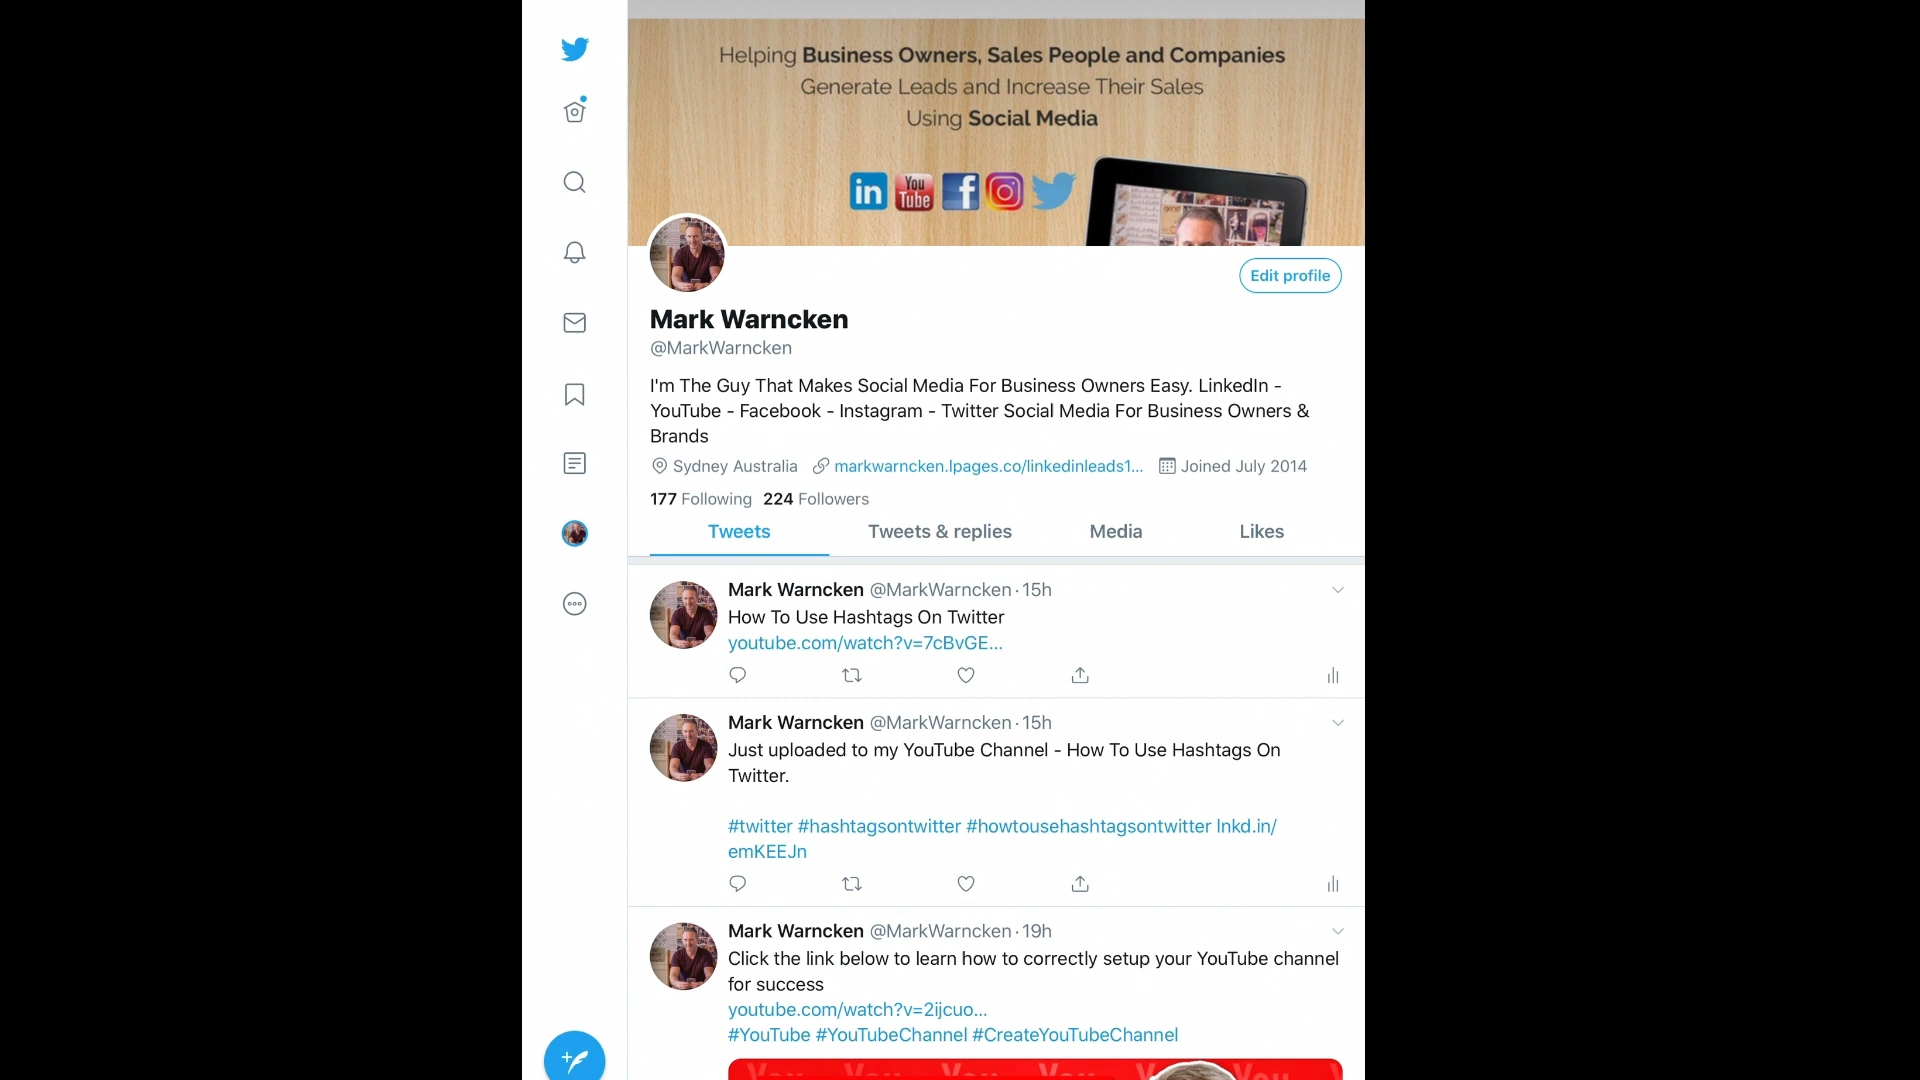 Helping Business Owners, Sales People and Companies
Generate Leads and Increase Their Sales
Using Social Media
in You Tube f
Edit profile
Mark Warncken
@MarkWarncken
I'm The Guy That Makes Social Media For Business Owners Easy. LinkedIn -
YouTube - Facebook - Instagram - Twitter Social Media For Business Owners &
Brands
Sydney Australia markwarncken.lpages.co/linkedinleads1... Joined July 2014
177 Following 224 Followers
Tweets Tweets & replies Media Likes
Mark Warncken @MarkWarncken · 15h
How To Use Hashtags On Twitter
youtube.com/watch?v=7cBvGE...
Mark Warncken @MarkWarncken · 15h
Just uploaded to my YouTube Channel - How To Use Hashtags On
Twitter.
#twitter #hashtagsontwitter #howtousehashtagsontwitter lnkd.in/
emKEEJn
Mark Warncken @MarkWarncken · 19h
Click the link below to learn how to correctly setup your YouTube channel
for success
youtube.com/watch?v=2ijcuo...
#YouTube #YouTubeChannel #CreateYouTubeChannel
You You You You You